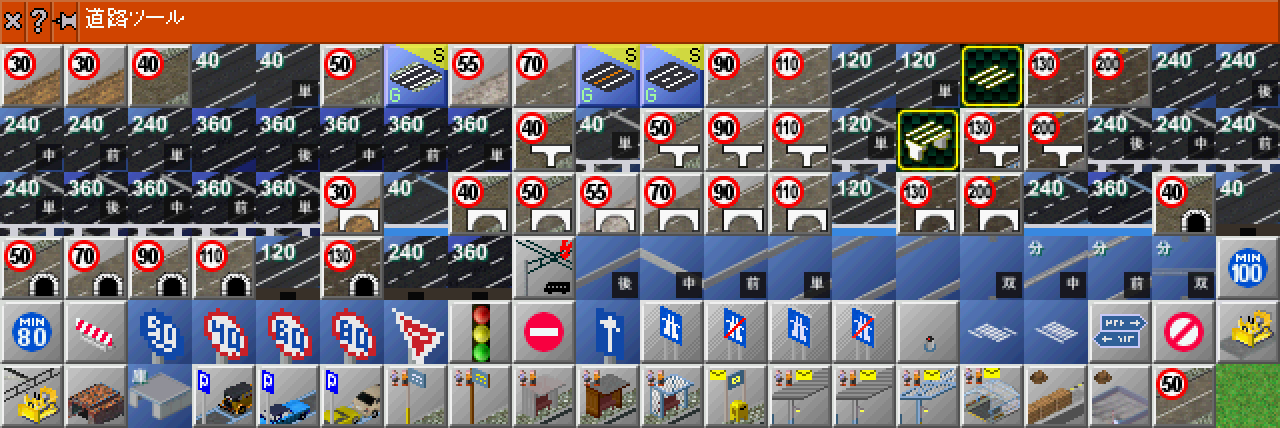 道路ツール
30 30 40 40 40 単 50 S G 55 70 S G S G 90 110 120 120 単 130 200 240 240 後
240 中 240 前 240 単 360 360 後 360 中 360 前 360 単 40 40 単 50 90 110 120 単 130 200 240 後 240 中 240 前
240 単 360 後 360 中 360 前 360 単 30 40 40 50 55 70 90 110 120 130 200 240 360 40 40
50 70 90 110 120 130 240 360 後 中 前 単 双 分 中 分 前 分 双 MIN 100
MIN 80 50
P P P 50